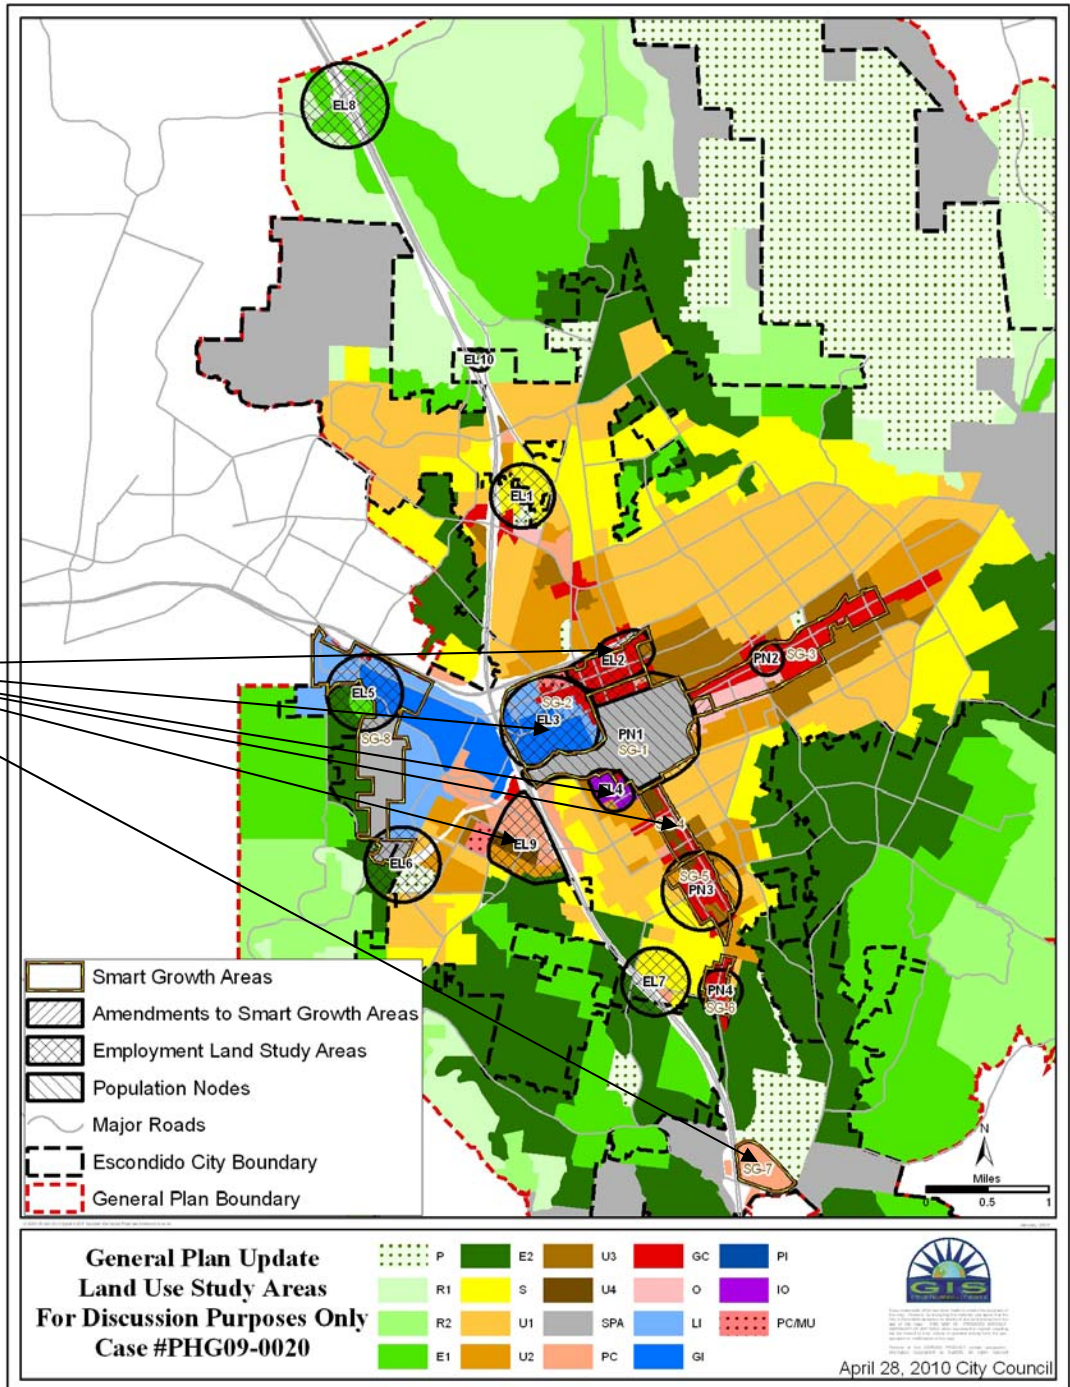 EL8
EL10
EL1
EL2
PN2
SG-3
EL5
SG-2
EL3
PN1
SG-1
SG-8
EL4
EL9
EL6
SG-5
PN3
EL7
PN4
SG-6
SG-7
Smart Growth Areas
Amendments to Smart Growth Areas
Employment Land Study Areas
Population Nodes
Major Roads
Escondido City Boundary
General Plan Boundary
N
Miles
0 0.5 1
General Plan Update
Land Use Study Areas
For Discussion Purposes Only
Case #PHG09-0020
P E2 U3 GC PI
R1 S U4 O IO
R2 U1 SPA LI PC/MU
E1 U2 PC GI
GIS
April 28, 2010 City Council